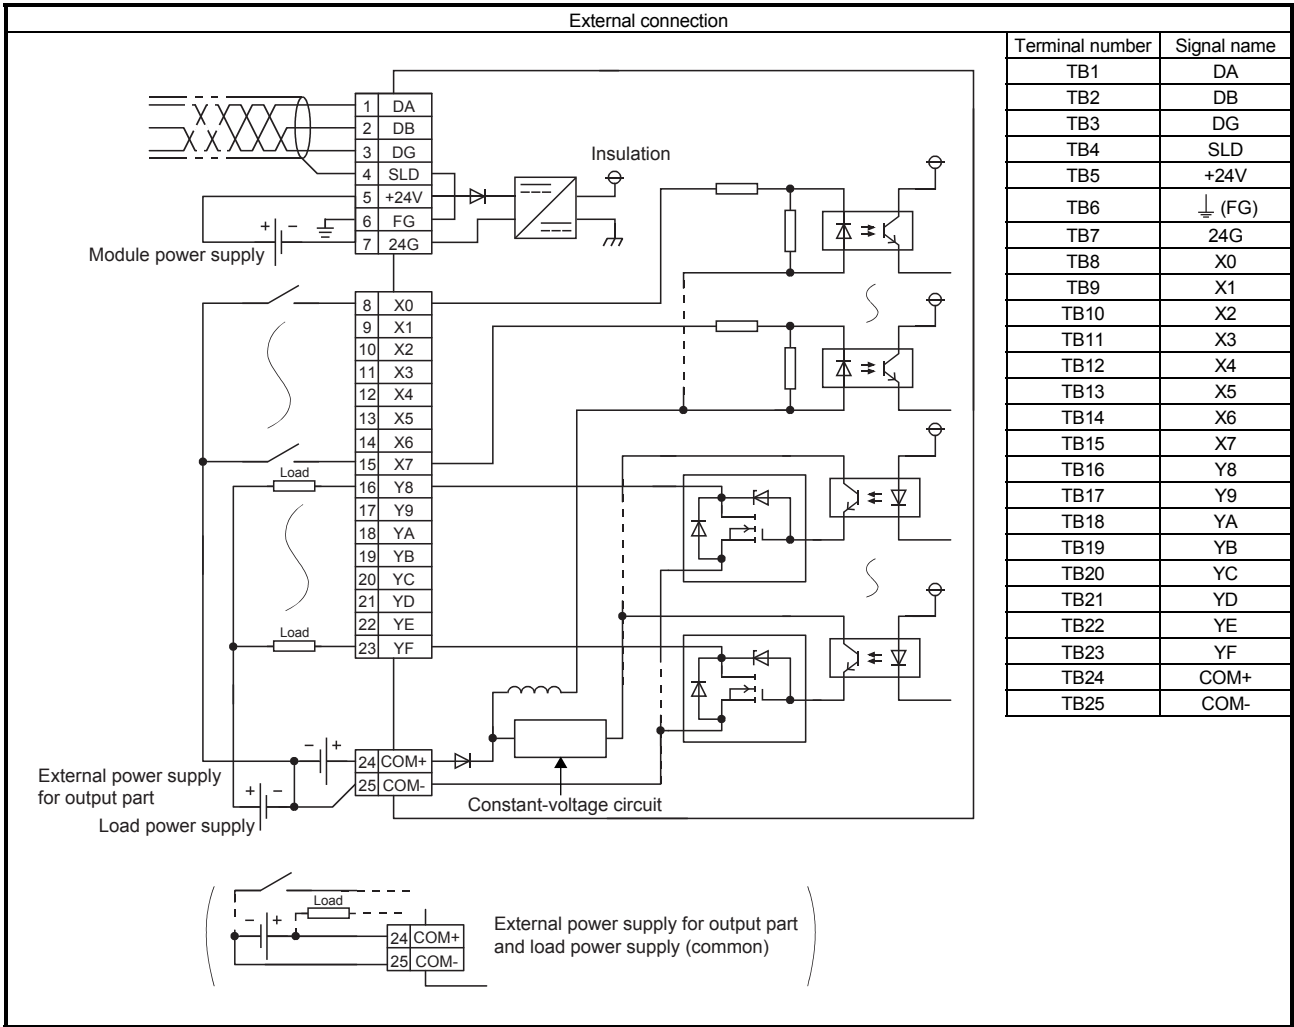 External connection
Terminal number Signal name
TB1 DA
TB2 DB
TB3 DG
TB4 SLD
TB5 +24V
TB6 ⏚ (FG)
TB7 24G
TB8 X0
TB9 X1
TB10 X2
TB11 X3
TB12 X4
TB13 X5
TB14 X6
TB15 X7
TB16 Y8
TB17 Y9
TB18 YA
TB19 YB
TB20 YC
TB21 YD
TB22 YE
TB23 YF
TB24 COM+
TB25 COM-
1 DA
2 DB
3 DG
4 SLD
5 +24V
6 FG
7 24G
Insulation
+ −
Module power supply
8 X0
9 X1
10 X2
11 X3
12 X4
13 X5
14 X6
15 X7
Load
16 Y8
17 Y9
18 YA
19 YB
20 YC
21 YD
22 YE
Load
23 YF
− +
24 COM+
25 COM-
External power supply
for output part
+ −
Load power supply
Constant-voltage circuit
Load
− +
24 COM+
25 COM-
External power supply for output part
and load power supply (common)